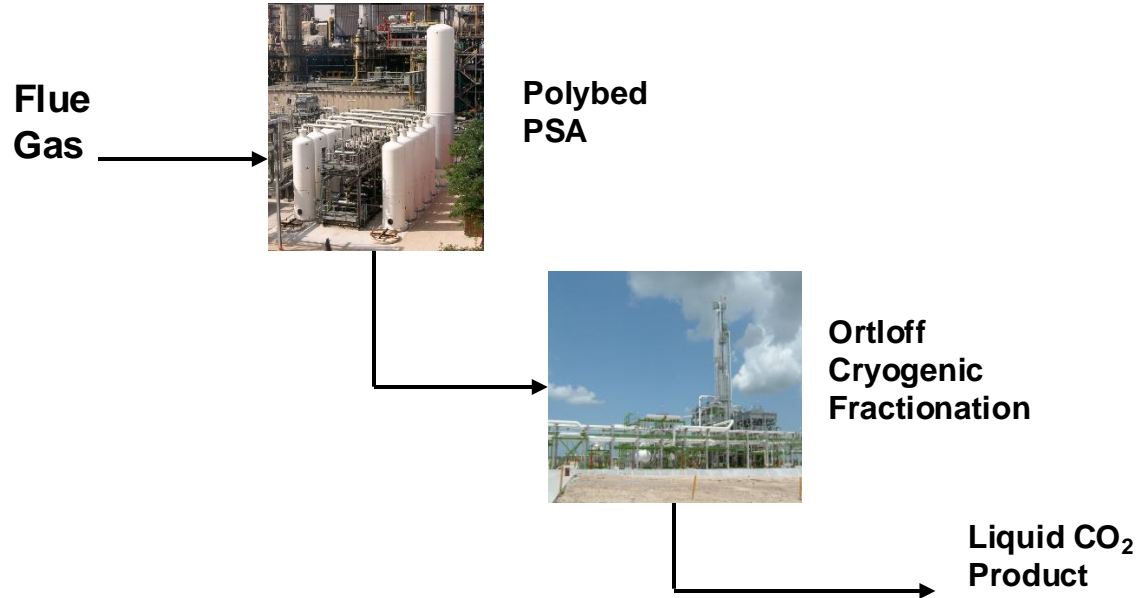 Flue
Gas
Polybed
PSA
Ortloff
Cryogenic
Fractionation
Liquid CO₂
Product